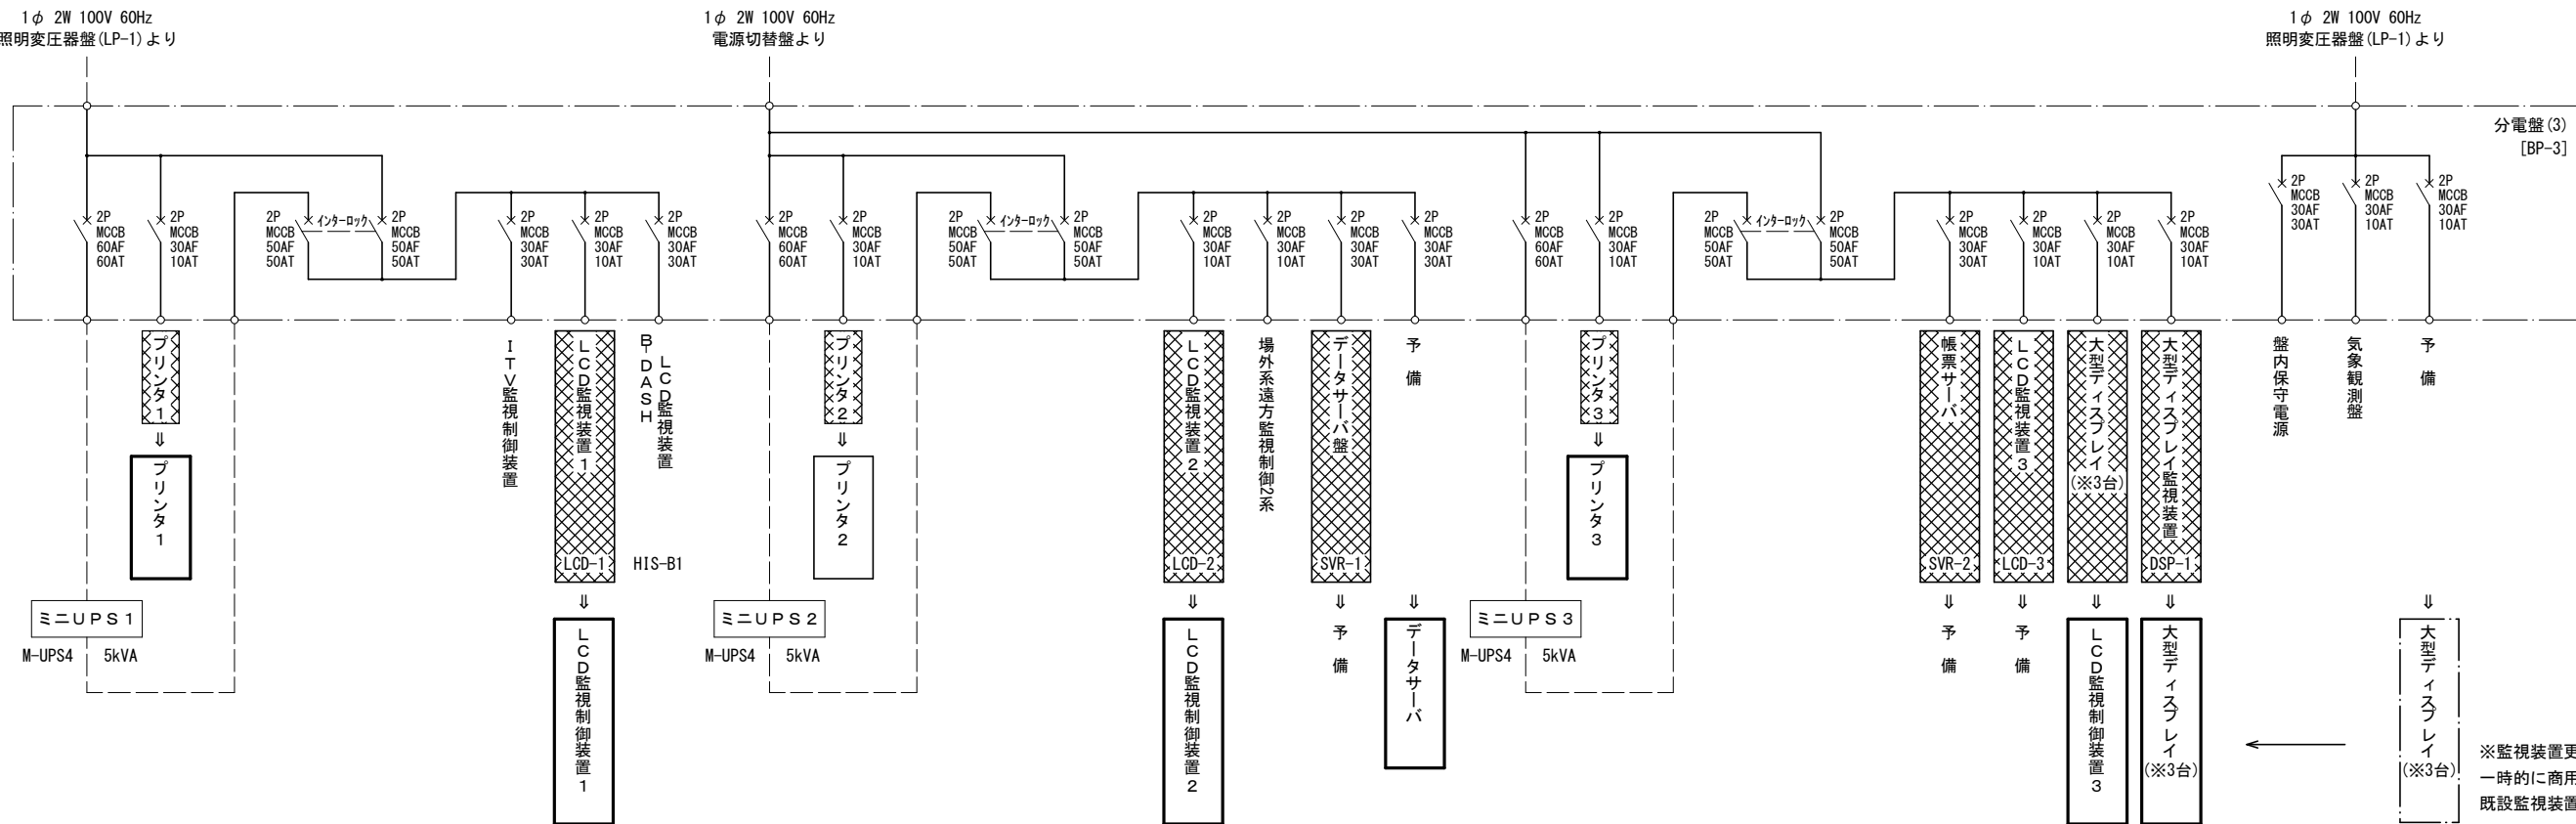 1φ 2W 100V 60Hz
照明変圧器盤(LP-1)より
1φ 2W 100V 60Hz
電源切替盤より
1φ 2W 100V 60Hz
照明変圧器盤(LP-1)より
分電盤(3)
[BP-3]
2P
MCCB
60AF
60AT
2P
MCCB
30AF
10AT
2P
MCCB
50AF
50AT
インターロック
2P
MCCB
50AF
50AT
2P
MCCB
30AF
30AT
2P
MCCB
30AF
10AT
2P
MCCB
30AF
30AT
2P
MCCB
60AF
60AT
2P
MCCB
30AF
10AT
2P
MCCB
50AF
50AT
インターロック
2P
MCCB
50AF
50AT
2P
MCCB
30AF
10AT
2P
MCCB
30AF
10AT
2P
MCCB
30AF
30AT
2P
MCCB
30AF
30AT
2P
MCCB
60AF
60AT
2P
MCCB
30AF
10AT
2P
MCCB
50AF
50AT
インターロック
2P
MCCB
50AF
50AT
2P
MCCB
30AF
30AT
2P
MCCB
30AF
10AT
2P
MCCB
30AF
10AT
2P
MCCB
30AF
10AT
2P
MCCB
30AF
30AT
2P
MCCB
30AF
10AT
2P
MCCB
30AF
10AT
プリンタ1
⇓
プリンタ1
ITV監視制御装置
LCD監視装置1
LCD-1
⇓
LCD監視制御装置1
B-DASH
LCD監視装置
HIS-B1
ミニUPS1
M-UPS4 5kVA
プリンタ2
⇓
プリンタ2
LCD監視装置2
LCD-2
⇓
LCD監視制御装置2
場外系遠方監視制御2系
データサーバ盤
SVR-1
⇓
予備
予備
⇓
データサーバ
ミニUPS2
M-UPS4 5kVA
プリンタ3
⇓
プリンタ3
帳票サーバ
SVR-2
⇓
予備
LCD監視装置3
LCD-3
⇓
予備
大型ディスプレイ
(※3台)
⇓
LCD監視制御装置3
大型ディスプレイ監視装置
DSP-1
⇓
大型ディスプレイ
(※3台)
ミニUPS3
M-UPS4 5kVA
盤内保守電源
気象観測盤
予備
⇓
大型ディスプレイ
(※3台)
※監視装置更
一時的に商用
既設監視装置